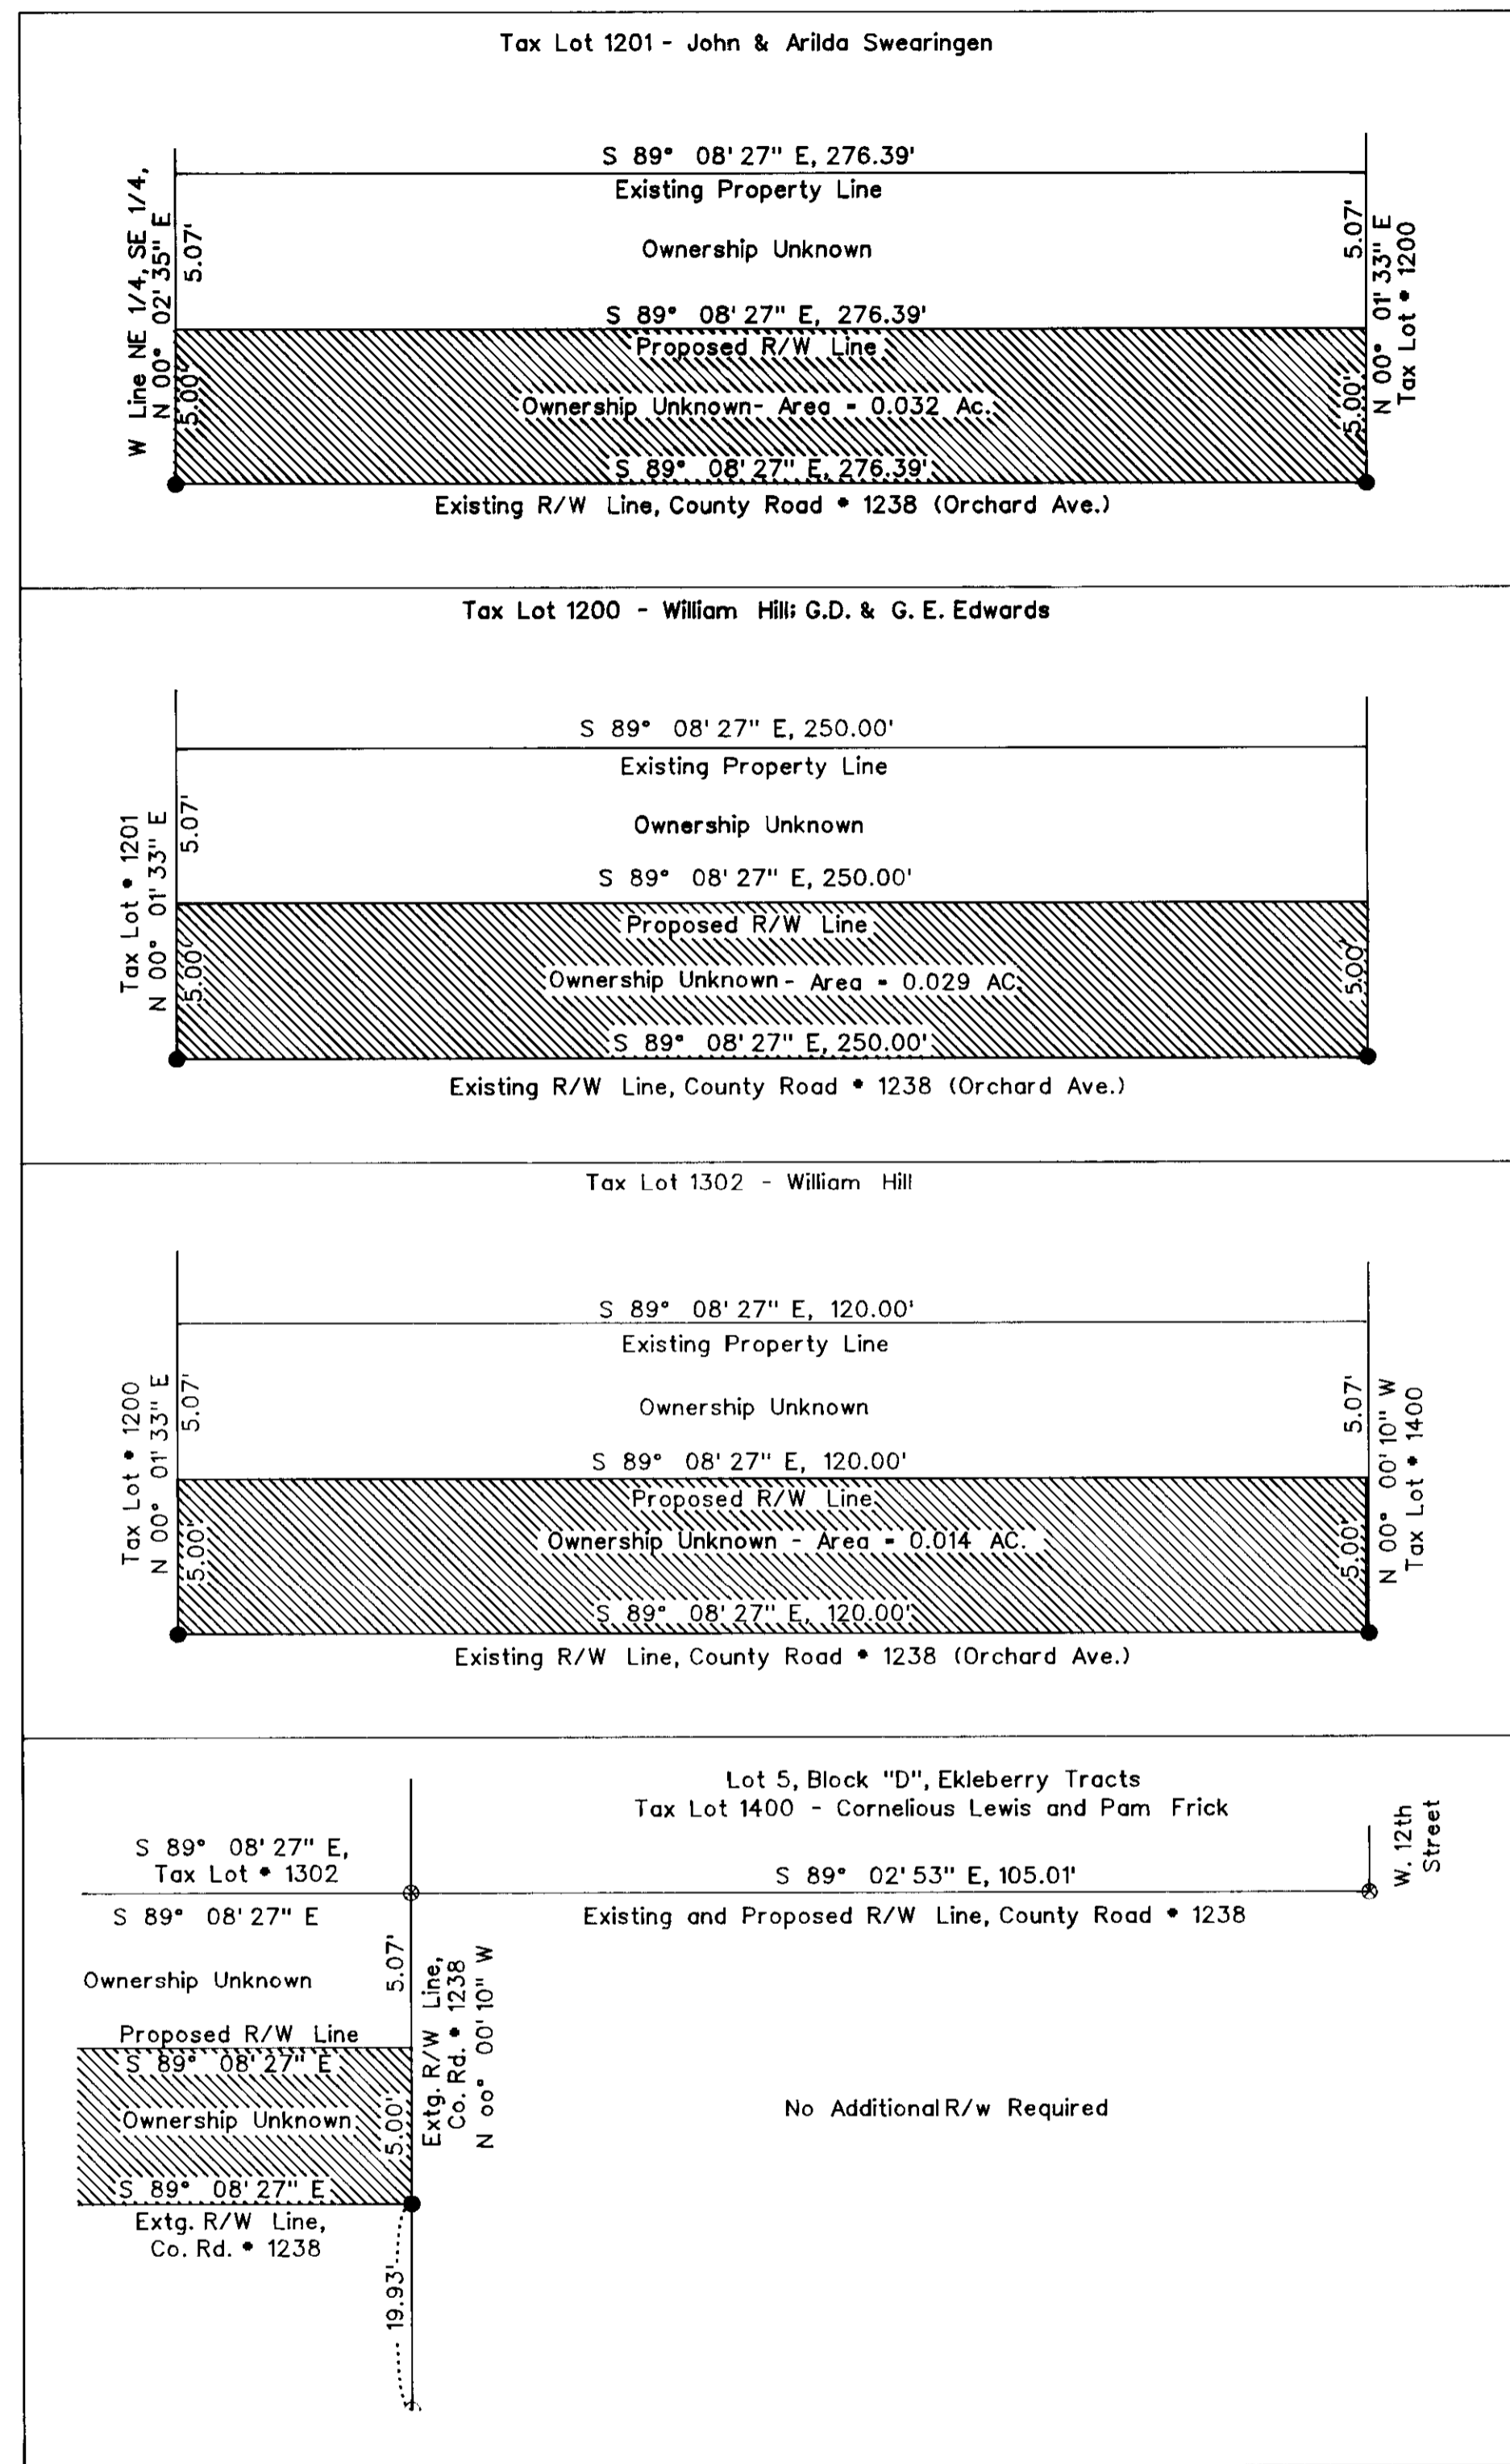 Tax Lot 1201 - John & Arilda Swearingen
S 89° 08' 27" E, 276.39'
Existing Property Line
W Line NE 1/4, SE 1/4,
N 00° 02' 35" E
5.07'
Ownership Unknown
5.07'
N 00° 01' 33" E
Tax Lot • 1200
S 89° 08' 27" E, 276.39'
Proposed R/W Line
5.00'
Ownership Unknown- Area = 0.032 Ac.
5.00'
S 89° 08' 27" E, 276.39'
Existing R/W Line, County Road • 1238 (Orchard Ave.)
Tax Lot 1200 - William Hill; G.D. & G. E. Edwards
S 89° 08' 27" E, 250.00'
Existing Property Line
Tax Lot • 1201
N 00° 01' 33" E
5.07'
Ownership Unknown
S 89° 08' 27" E, 250.00'
Proposed R/W Line
5.00'
Ownership Unknown - Area = 0.029 AC.
5.00'
S 89° 08' 27" E, 250.00'
Existing R/W Line, County Road • 1238 (Orchard Ave.)
Tax Lot 1302 - William Hill
S 89° 08' 27" E, 120.00'
Existing Property Line
Tax Lot • 1200
N 00° 01' 33" E
5.07'
Ownership Unknown
5.07'
N 00° 00' 10" W
Tax Lot • 1400
S 89° 08' 27" E, 120.00'
Proposed R/W Line
5.00'
Ownership Unknown - Area = 0.014 AC.
5.00'
S 89° 08' 27" E, 120.00'
Existing R/W Line, County Road • 1238 (Orchard Ave.)
Lot 5, Block "D", Ekleberry Tracts
Tax Lot 1400 - Cornelious Lewis and Pam Frick
W. 12th
Street
S 89° 08' 27" E,
Tax Lot • 1302
S 89° 02' 53" E, 105.01'
S 89° 08' 27" E
Existing and Proposed R/W Line, County Road • 1238
Ownership Unknown
5.07'
Extg. R/W Line,
Co. Rd. • 1238
N oo° 00' 10" W
Proposed R/W Line
S 89° 08' 27" E
Ownership Unknown
5.00'
No Additional R/w Required
S 89° 08' 27" E
Extg. R/W Line,
Co. Rd. • 1238
19.93'